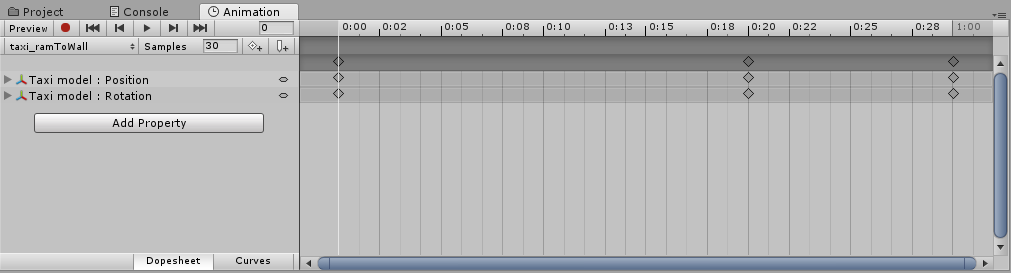 Project Console Animation
Preview 0 0:00 0:02 0:05 0:08 0:10 0:13 0:15 0:18 0:20 0:22 0:25 0:28 1:00
taxi_ramToWall Samples 30
Taxi model : Position
Taxi model : Rotation
Add Property
Dopesheet Curves